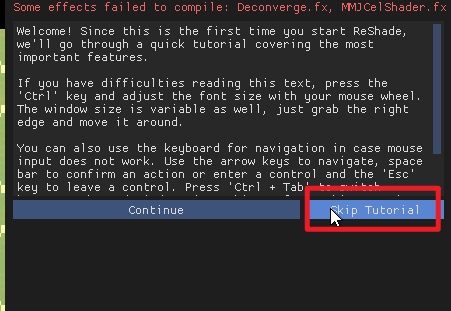 Some effects failed to compile: Deconverge.fx, MMJCelShader.fx
Welcome! Since this is the first time you start ReShade,
we'll go through a quick tutorial covering the most
important features.
If you have difficulties reading this text, press the
'Ctrl' key and adjust the font size with your mouse wheel.
The window size is variable as well, just grab the right
edge and move it around.
You can also use the keyboard for navigation in case mouse
input does not work. Use the arrow keys to navigate, space
bar to confirm an action or enter a control and the 'Esc'
key to leave a control. Press 'Ctrl + Tab' to switch
Continue
Skip Tutorial